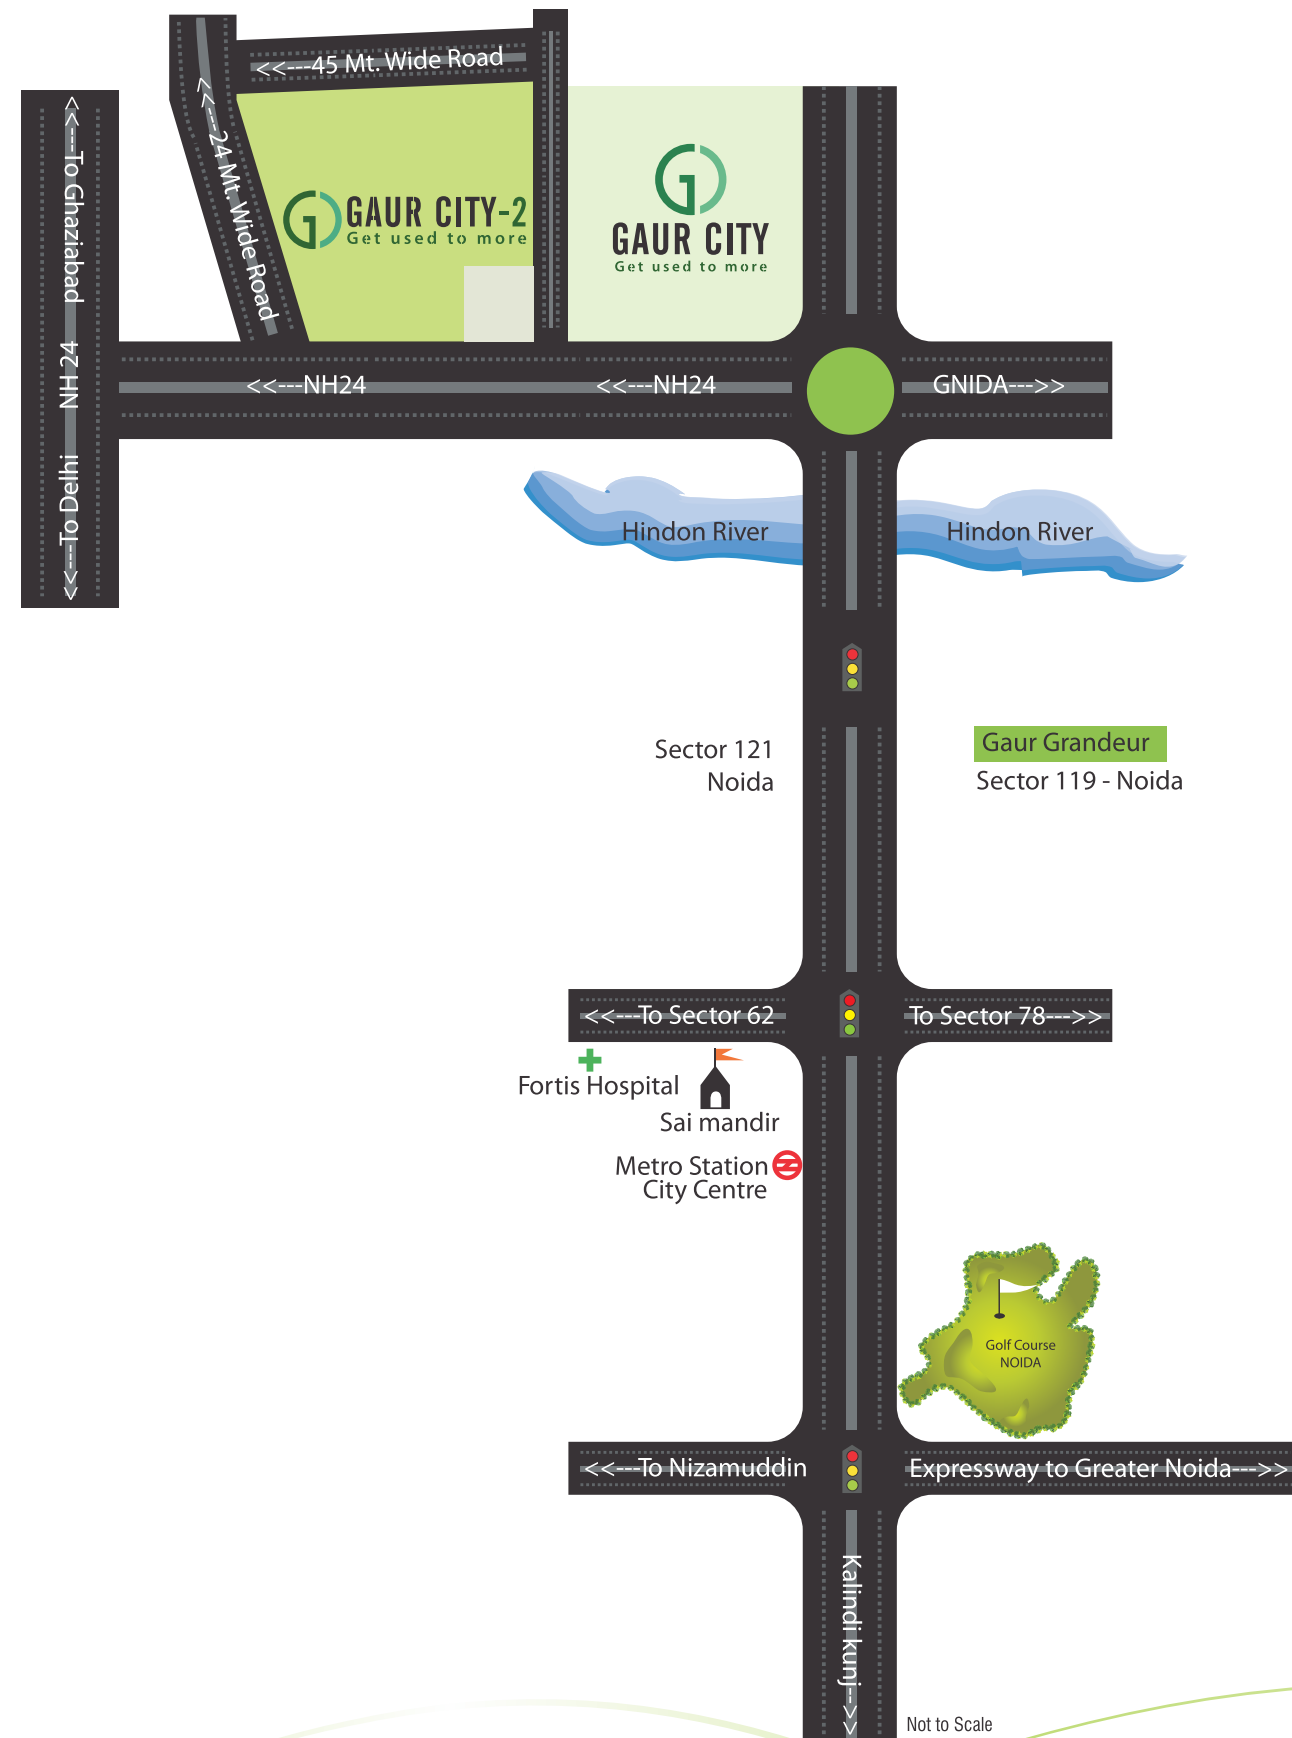 <<---45 Mt. Wide Road
<<---24 Mt. Wide Road
<<---To Ghaziabad
NH 24
<<---To Delhi
GAUR CITY-2
Get used to more
GAUR CITY
Get used to more
<<---NH24
<<---NH24
GNIDA--->>
Hindon River
Hindon River
Sector 121
Noida
Gaur Grandeur
Sector 119 - Noida
<<---To Sector 62
To Sector 78--->>
Fortis Hospital
Sai mandir
Metro Station
City Centre
Golf Course
NOIDA
<<---To Nizamuddin
Expressway to Greater Noida--->>
Kalindi kunj-->>
Not to Scale